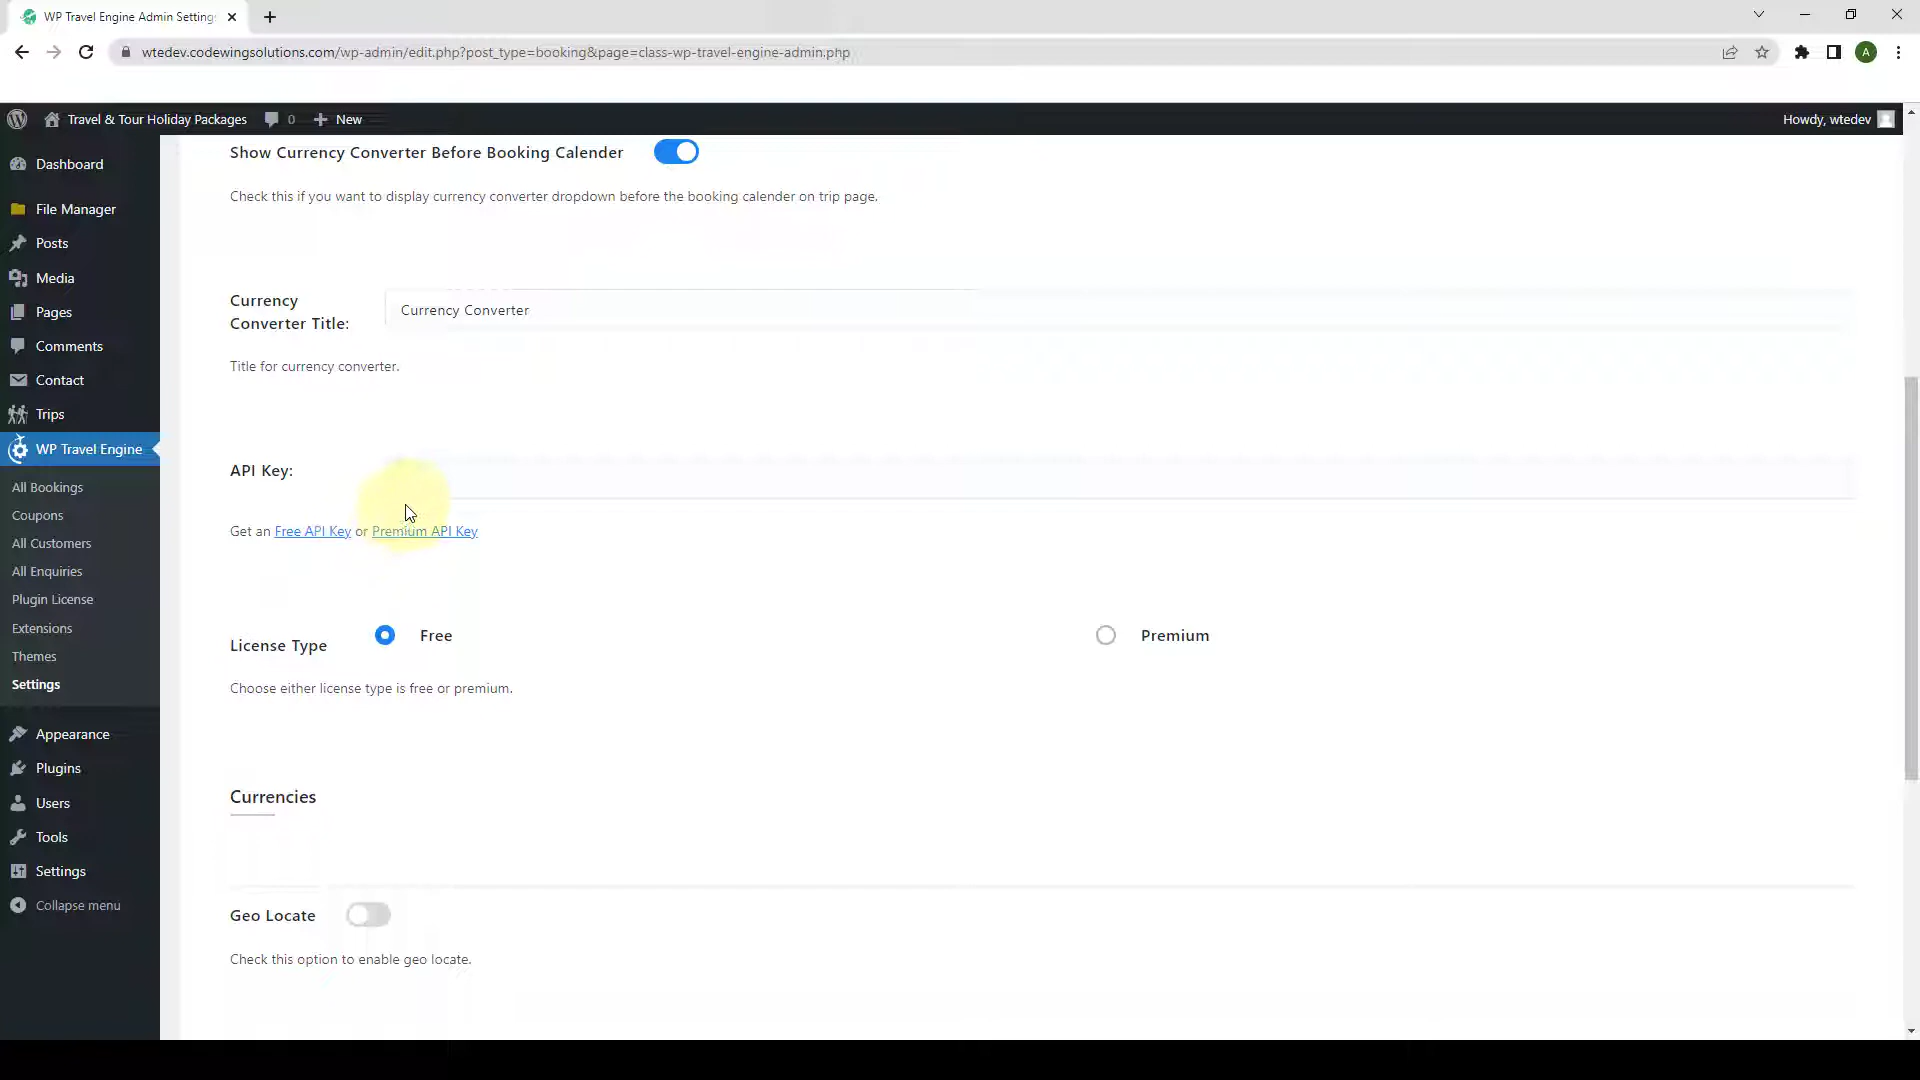 WP Travel Engine Admin Setting
wtedev.codewingsolutions.com/wp-admin/edit.php?post_type=booking&page=class-wp-travel-engine-admin.php
A
Travel & Tour Holiday Packages
0
New
Howdy, wtedev
Dashboard
File Manager
Posts
Media
Pages
Comments
Contact
Trips
WP Travel Engine
All Bookings
Coupons
All Customers
All Enquiries
Plugin License
Extensions
Themes
Settings
Appearance
Plugins
Users
Tools
Settings
Collapse menu
Show Currency Converter Before Booking Calender
Check this if you want to display currency converter dropdown before the booking calender on trip page.
Currency
Converter Title:
Currency Converter
Title for currency converter.
API Key:
Get an Free API Key or Premium API Key
License Type
Free
Premium
Choose either license type is free or premium.
Currencies
Geo Locate
Check this option to enable geo locate.